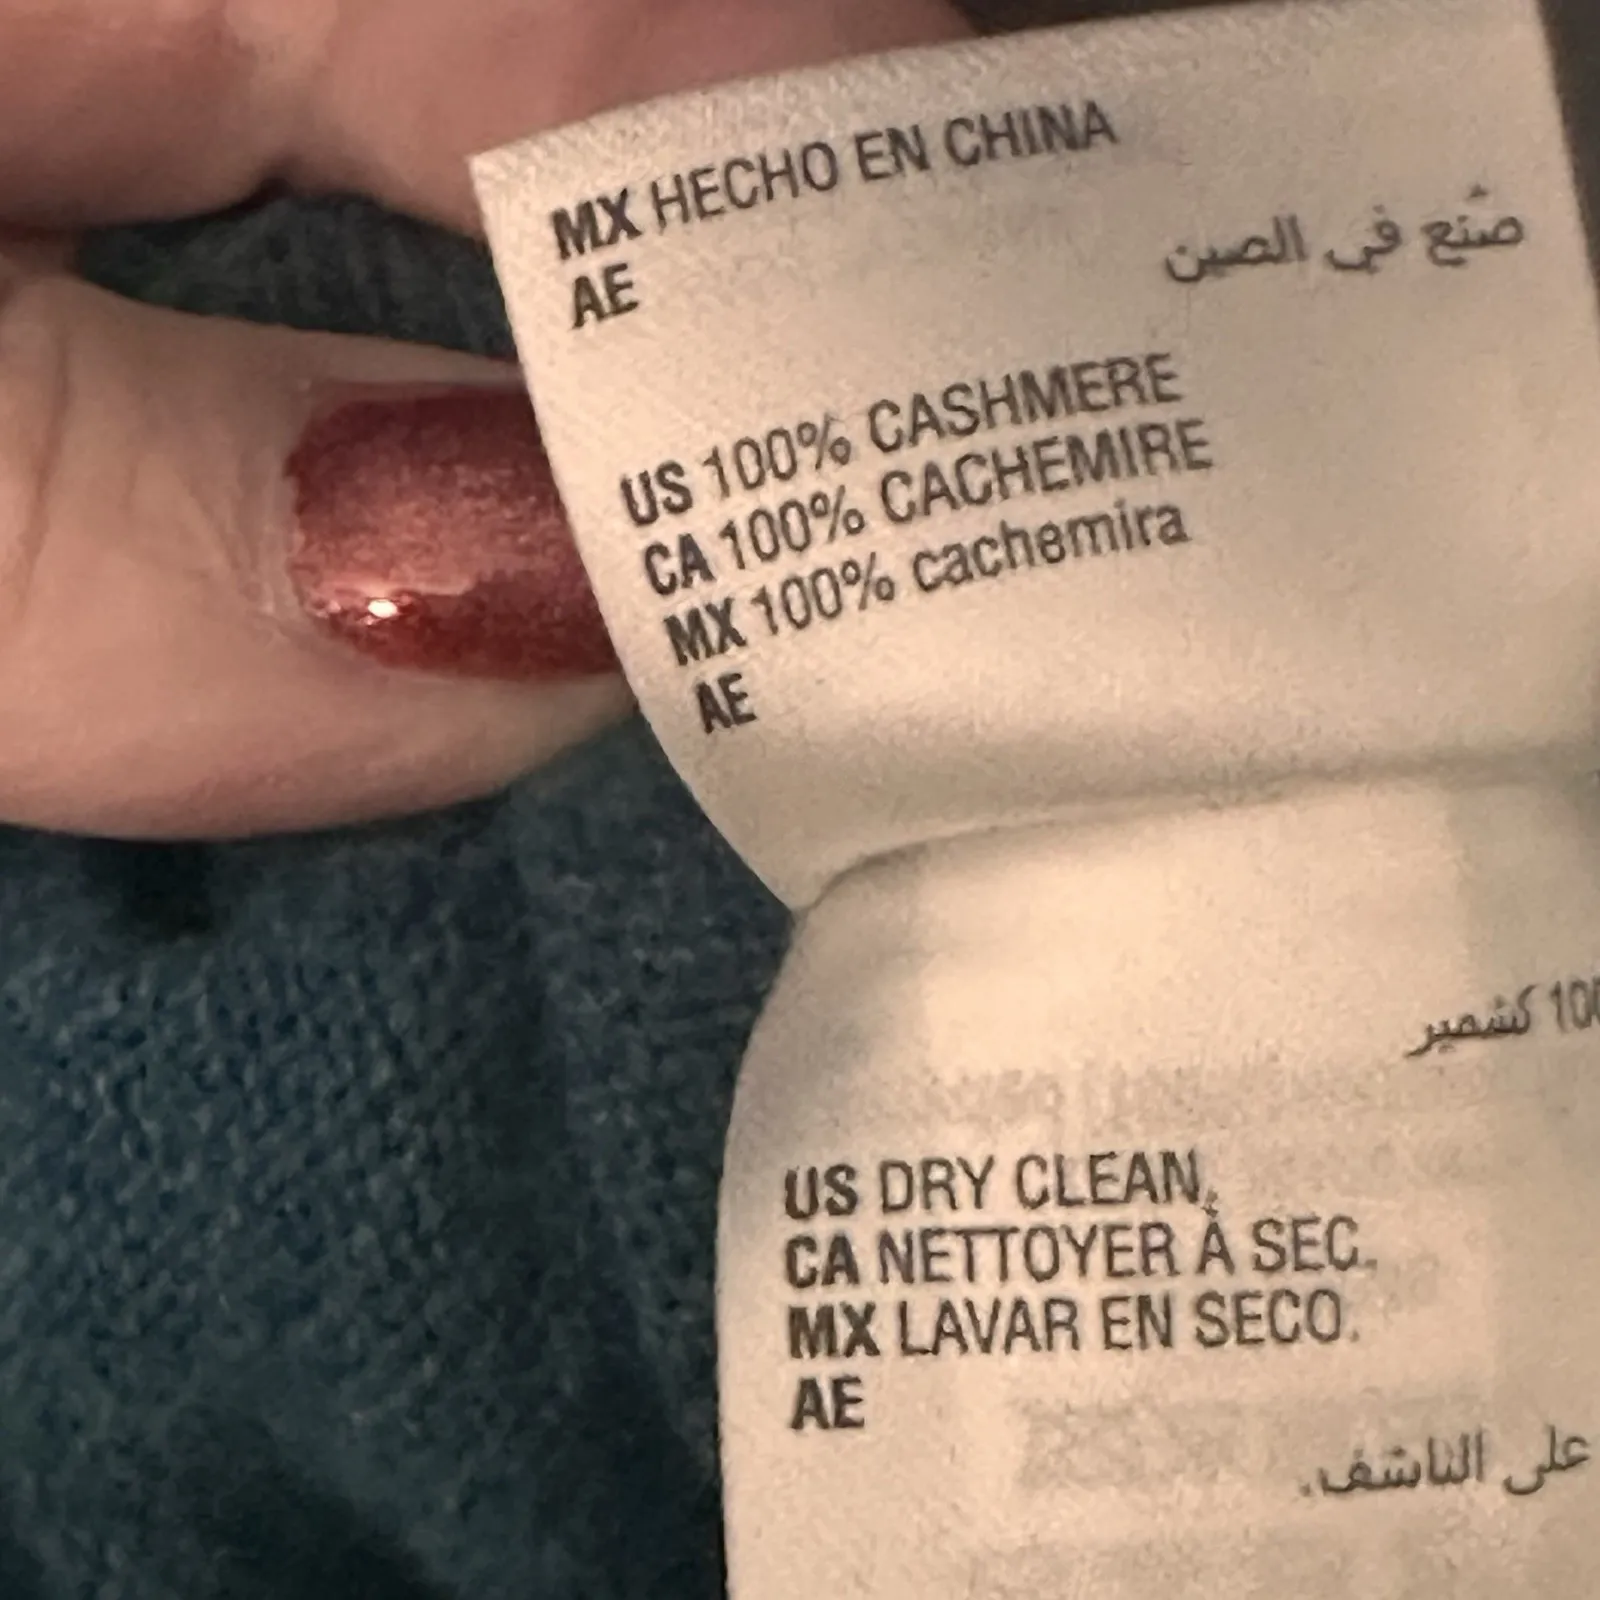 MX HECHO EN CHINA
AE صُنع في الصين
US 100% CASHMERE
CA 100% CACHEMIRE
MX 100% cachemira
AE
كشمير
US DRY CLEAN.
CA NETTOYER À SEC.
MX LAVAR EN SECO.
AE
على الناشف.